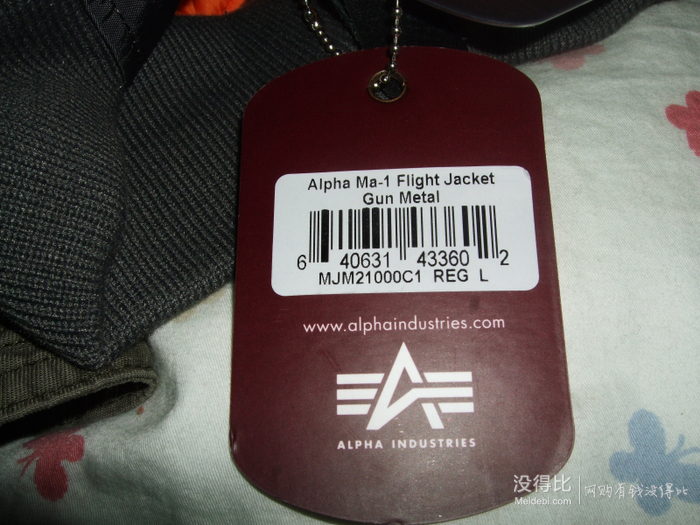 Alpha Ma-1 Flight Jacket
Gun Metal
6 40631 43360 2
MJM21000C1 REG L
www.alphaindustries.com
ALPHA INDUSTRIES
没得比 网购有钱没得比
Meidebi.com